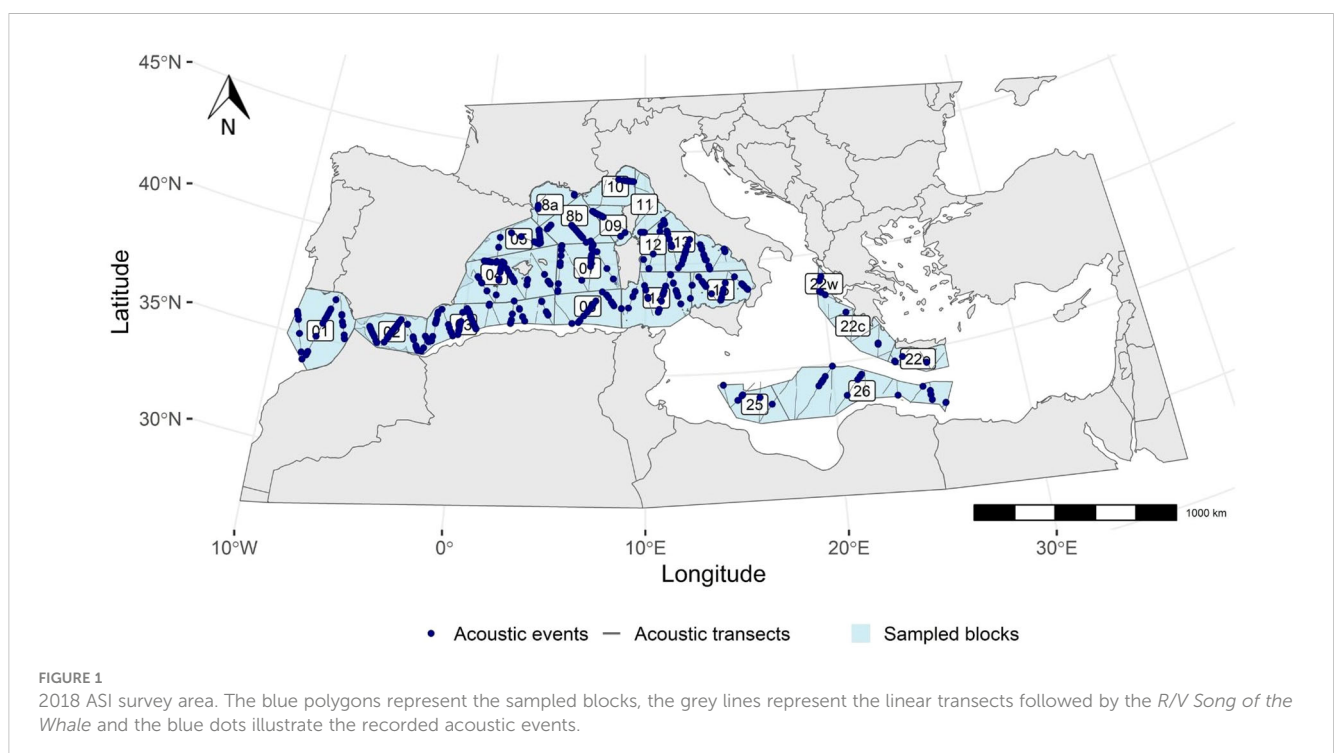 45°N
40°N
35°N
30°N
Latitude
N
10
8a
11
8b
09
05
12
13
04
07
22w
14
01
02
22c
22e
26
25
1000 km
10°W
0°
10°E
20°E
30°E
Longitude
Acoustic events
Acoustic transects
Sampled blocks
FIGURE 1
2018 ASI survey area. The blue polygons represent the sampled blocks, the grey lines represent the linear transects followed by the R/V Song of the
Whale and the blue dots illustrate the recorded acoustic events.